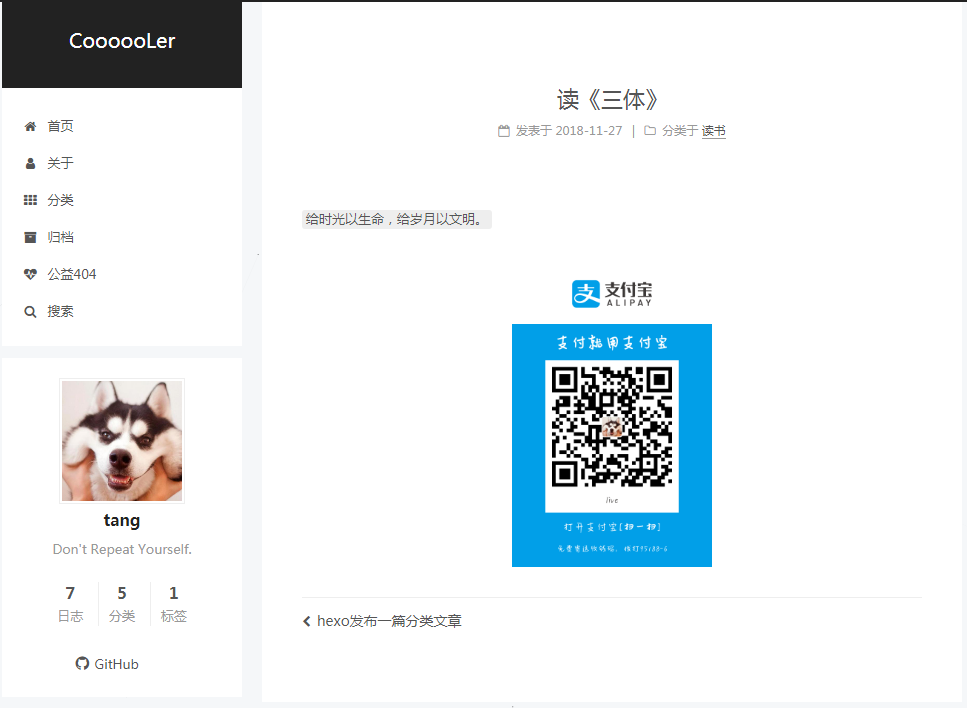 CoooooLer
首页
关于
分类
归档
公益404
搜索
tang
Don't Repeat Yourself.
7 5 1
日志 分类 标签
GitHub
读《三体》
发表于 2018-11-27 | 分类于 读书
给时光以生命，给岁月以文明。
支付宝
ALIPAY
支付就用支付宝
live
打开支付宝[扫一扫]
hexo发布一篇分类文章